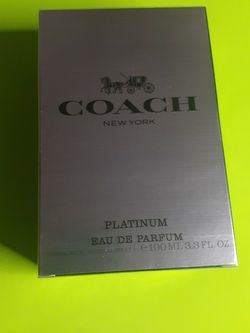 COACH
NEW YORK
PLATINUM
EAU DE PARFUM
e 100 ML 3.3 FL. OZ.